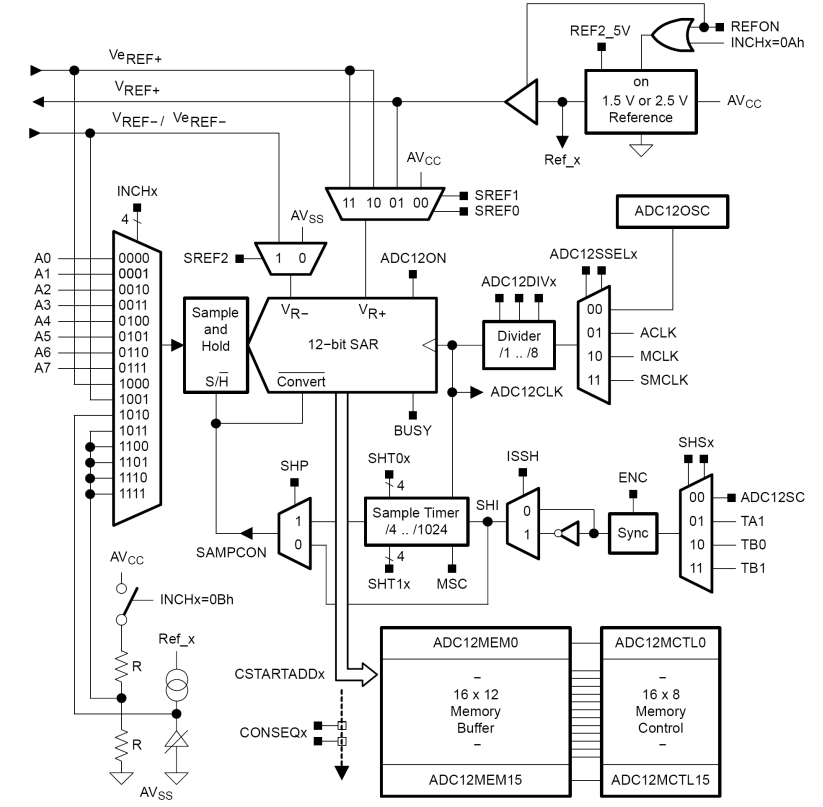 REFON
INCHx=0Ah
REF2_5V
VeREF+
on
1.5 V or 2.5 V
Reference
AVCC
VREF+
VREF− / VeREF−
Ref_x
AVCC
INCHx
4
11 10 01 00
SREF1
SREF0
ADC12OSC
AVSS
SREF2
1 0
ADC12ON
ADC12SSELx
ADC12DIVx
A0
A1
A2
A3
A4
A5
A6
A7
0000
0001
0010
0011
0100
0101
0110
0111
1000
1001
1010
1011
1100
1101
1110
1111
Sample
and
Hold
S/H
VR−
VR+
12−bit SAR
Convert
Divider
/1 .. /8
00
01
10
11
ACLK
MCLK
SMCLK
ADC12CLK
BUSY
SHP
SHT0x
4
ISSH
ENC
SHSx
1
0
Sample Timer
/4 .. /1024
SHI
0
1
Sync
00
01
10
11
ADC12SC
TA1
TB0
TB1
SAMPCON
4
SHT1x
MSC
AVCC
INCHx=0Bh
Ref_x
R
R
AVSS
CSTARTADDx
CONSEQx
ADC12MEM0
–
16 x 12
Memory
Buffer
–
ADC12MEM15
ADC12MCTL0
–
16 x 8
Memory
Control
–
ADC12MCTL15